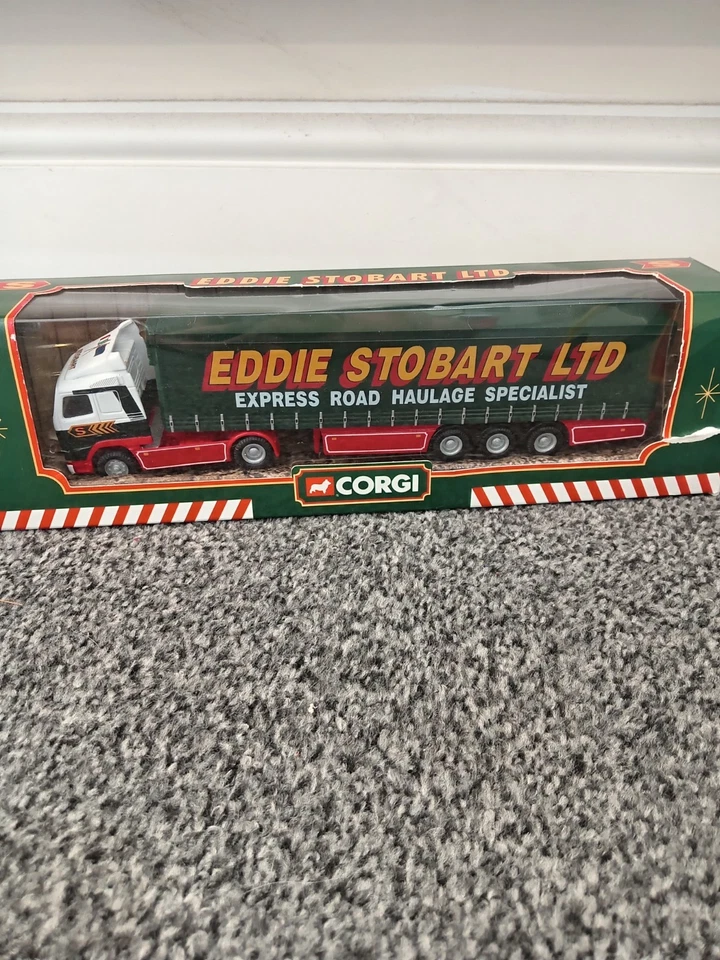 S
EDDIE STOBART LTD
S
EDDIE STOBART LTD
EXPRESS ROAD HAULAGE SPECIALIST
S
CORGI